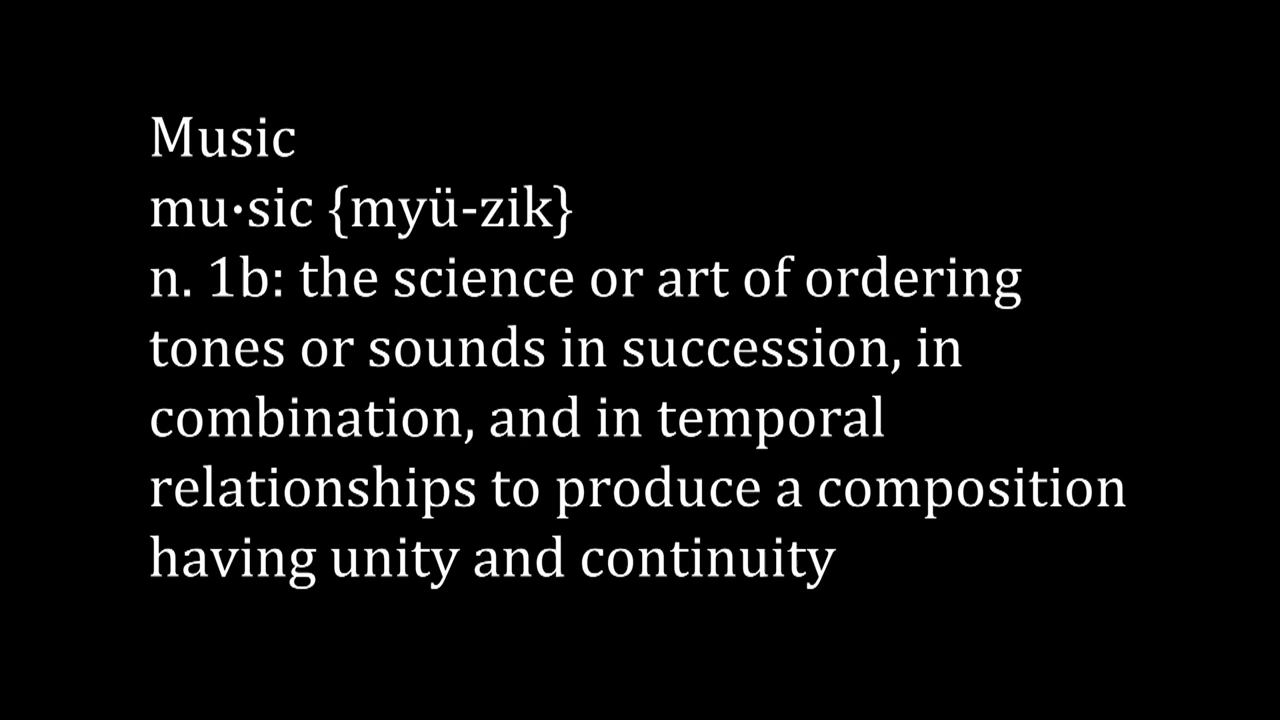 Music
mu·sic {myü-zik}
n. 1b: the science or art of ordering
tones or sounds in succession, in
combination, and in temporal
relationships to produce a composition
having unity and continuity